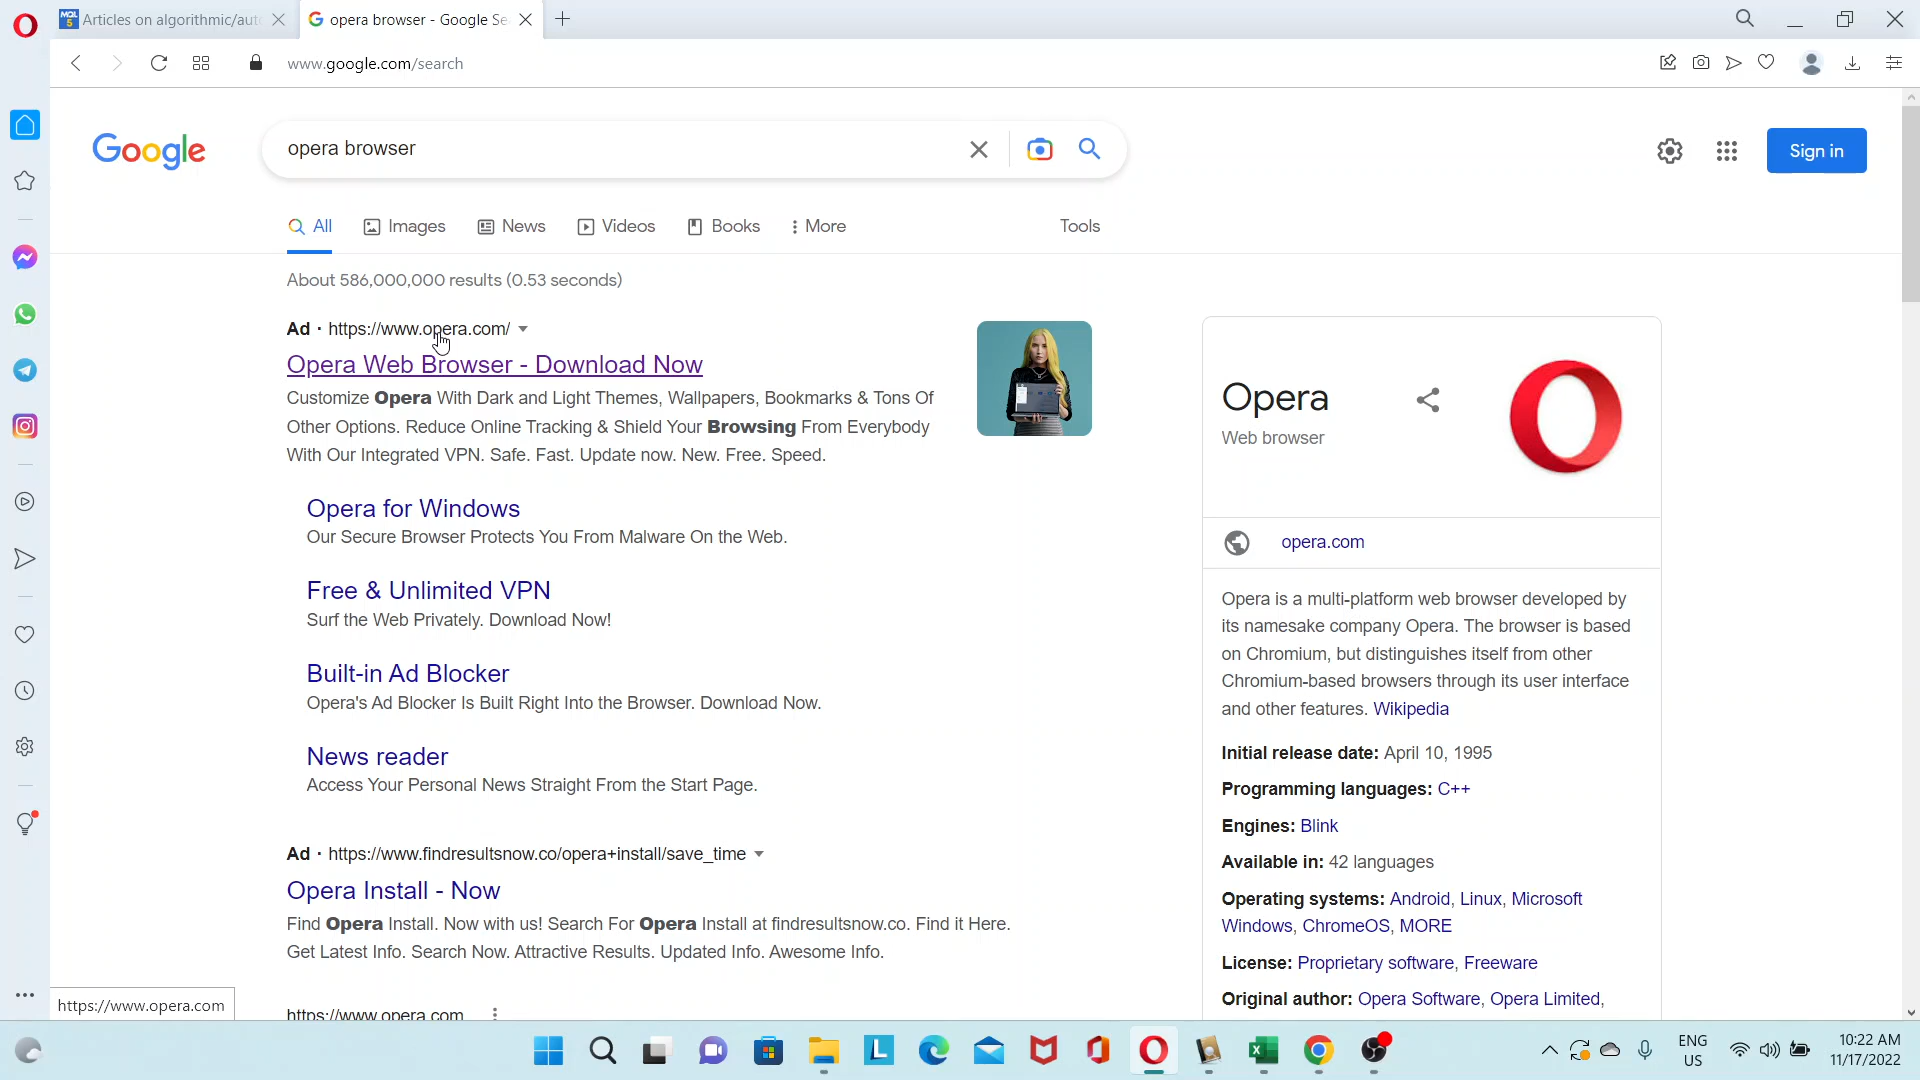 Articles on algorithmic/aut
opera browser - Google Se
www.google.com/search
Google
opera browser
Sign in
All
Images
News
Videos
Books
More
Tools
About 586,000,000 results (0.53 seconds)
Ad · https://www.opera.com/
Opera Web Browser - Download Now
Customize Opera With Dark and Light Themes, Wallpapers, Bookmarks & Tons Of
Other Options. Reduce Online Tracking & Shield Your Browsing From Everybody
With Our Integrated VPN. Safe. Fast. Update now. New. Free. Speed.
Opera for Windows
Our Secure Browser Protects You From Malware On the Web.
Free & Unlimited VPN
Surf the Web Privately. Download Now!
Built-in Ad Blocker
Opera's Ad Blocker Is Built Right Into the Browser. Download Now.
News reader
Access Your Personal News Straight From the Start Page.
Ad · https://www.findresultsnow.co/opera+install/save_time
Opera Install - Now
Find Opera Install. Now with us! Search For Opera Install at findresultsnow.co. Find it Here.
Get Latest Info. Search Now. Attractive Results. Updated Info. Awesome Info.
https://www.opera.com
Opera
Web browser
opera.com
Opera is a multi-platform web browser developed by
its namesake company Opera. The browser is based
on Chromium, but distinguishes itself from other
Chromium-based browsers through its user interface
and other features. Wikipedia
Initial release date: April 10, 1995
Programming languages: C++
Engines: Blink
Available in: 42 languages
Operating systems: Android, Linux, Microsoft
Windows, ChromeOS, MORE
License: Proprietary software, Freeware
Original author: Opera Software, Opera Limited,
https://www.opera.com
ENG
US
10:22 AM
11/17/2022